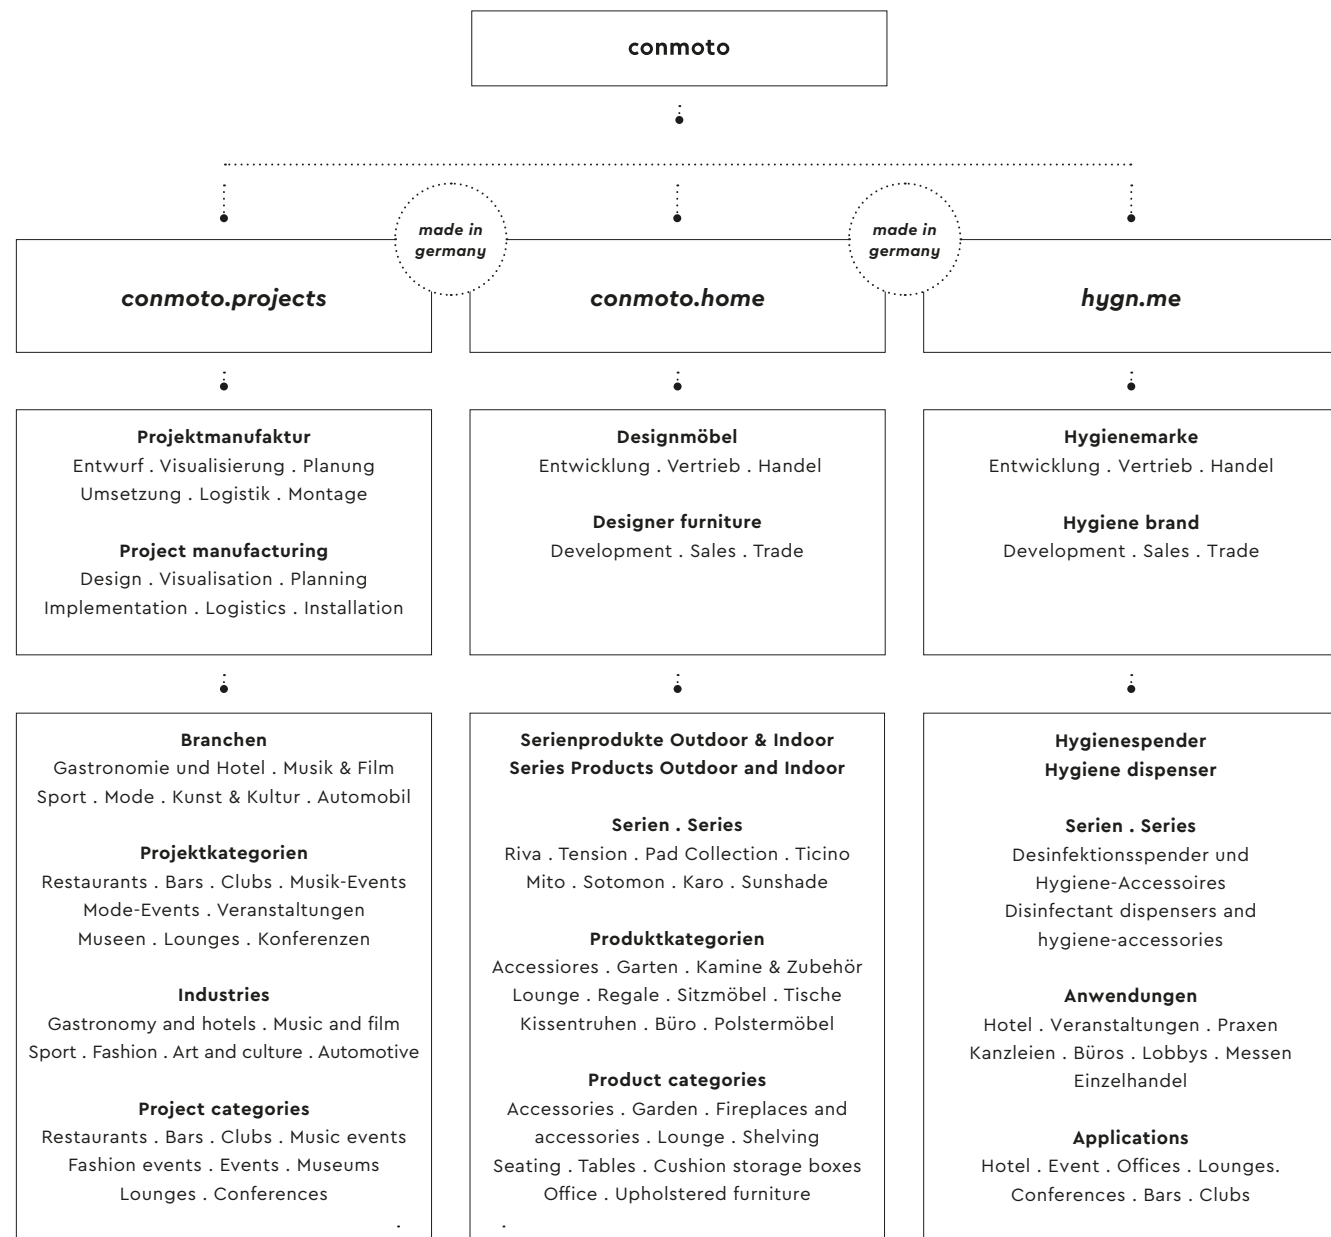 conmoto
made in
germany
made in
germany
conmoto.projects
conmoto.home
hygn.me
Projektmanufaktur
Entwurf . Visualisierung . Planung
Umsetzung . Logistik . Montage
Project manufacturing
Design . Visualisation . Planning
Implementation . Logistics . Installation
Designmöbel
Entwicklung . Vertrieb . Handel
Designer furniture
Development . Sales . Trade
Hygienemarke
Entwicklung . Vertrieb . Handel
Hygiene brand
Development . Sales . Trade
Branchen
Gastronomie und Hotel . Musik & Film
Sport . Mode . Kunst & Kultur . Automobil
Projektkategorien
Restaurants . Bars . Clubs . Musik-Events
Mode-Events . Veranstaltungen
Museen . Lounges . Konferenzen
Industries
Gastronomy and hotels . Music and film
Sport . Fashion . Art and culture . Automotive
Project categories
Restaurants . Bars . Clubs . Music events
Fashion events . Events . Museums
Lounges . Conferences
Serienprodukte Outdoor & Indoor
Series Products Outdoor and Indoor
Serien . Series
Riva . Tension . Pad Collection . Ticino
Mito . Sotomon . Karo . Sunshade
Produktkategorien
Accessiores . Garten . Kamine & Zubehör
Lounge . Regale . Sitzmöbel . Tische
Kissentruhen . Büro . Polstermöbel
Product categories
Accessories . Garden . Fireplaces and
accessories . Lounge . Shelving
Seating . Tables . Cushion storage boxes
Office . Upholstered furniture
Hygienespender
Hygiene dispenser
Serien . Series
Desinfektionsspender und
Hygiene-Accessoires
Disinfectant dispensers and
hygiene-accessories
Anwendungen
Hotel . Veranstaltungen . Praxen
Kanzleien . Büros . Lobbys . Messen
Einzelhandel
Applications
Hotel . Event . Offices . Lounges.
Conferences . Bars . Clubs